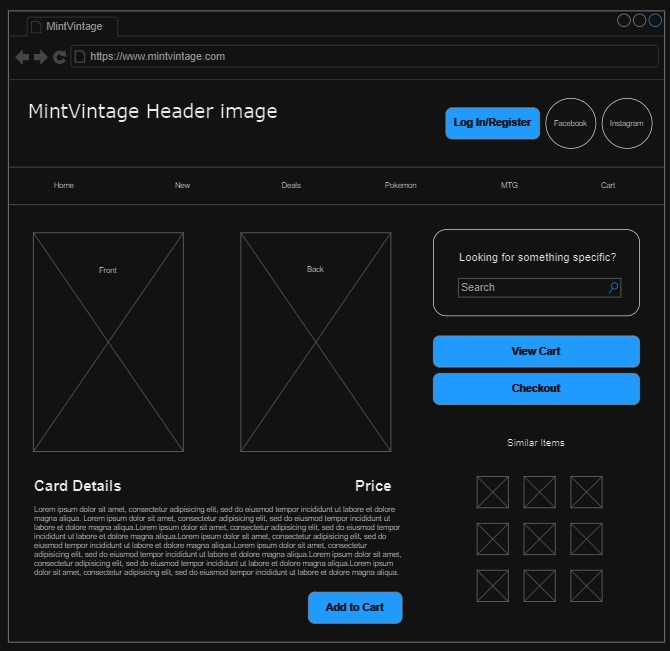 MintVintage
https://www.mintvintage.com
MintVintage Header image
Log In/Register
Facebook
Instagram
Home New Deals Pokemon MTG Cart
Front
Back
Looking for something specific?
Search
View Cart
Checkout
Similar Items
Card Details
Price
Lorem ipsum dolor sit amet, consectetur adipisicing elit, sed do eiusmod tempor incididunt ut labore et dolore
magna aliqua. Lorem ipsum dolor sit amet, consectetur adipisicing elit, sed do eiusmod tempor incididunt ut
labore et dolore magna aliqua.Lorem ipsum dolor sit amet, consectetur adipisicing elit, sed do eiusmod tempor
incididunt ut labore et dolore magna aliqua.Lorem ipsum dolor sit amet, consectetur adipisicing elit, sed do
eiusmod tempor incididunt ut labore et dolore magna aliqua.Lorem ipsum dolor sit amet, consectetur
adipisicing elit, sed do eiusmod tempor incididunt ut labore et dolore magna aliqua.Lorem ipsum dolor sit amet,
consectetur adipisicing elit, sed do eiusmod tempor incididunt ut labore et dolore magna aliqua.Lorem ipsum
dolor sit amet, consectetur adipisicing elit, sed do eiusmod tempor incididunt ut labore et dolore magna aliqua.
Add to Cart